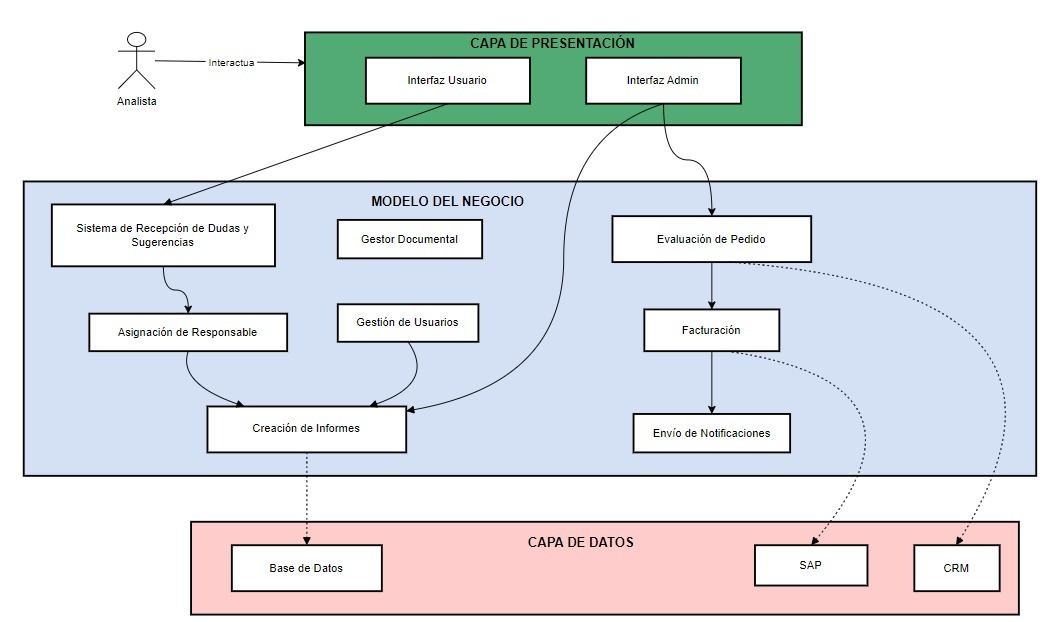 CAPA DE PRESENTACIÓN
Interactua
Interfaz Usuario
Interfaz Admin
Analista
MODELO DEL NEGOCIO
Sistema de Recepción de Dudas y
Sugerencias
Gestor Documental
Evaluación de Pedido
Asignación de Responsable
Gestión de Usuarios
Facturación
Creación de Informes
Envío de Notificaciones
CAPA DE DATOS
Base de Datos
SAP
CRM